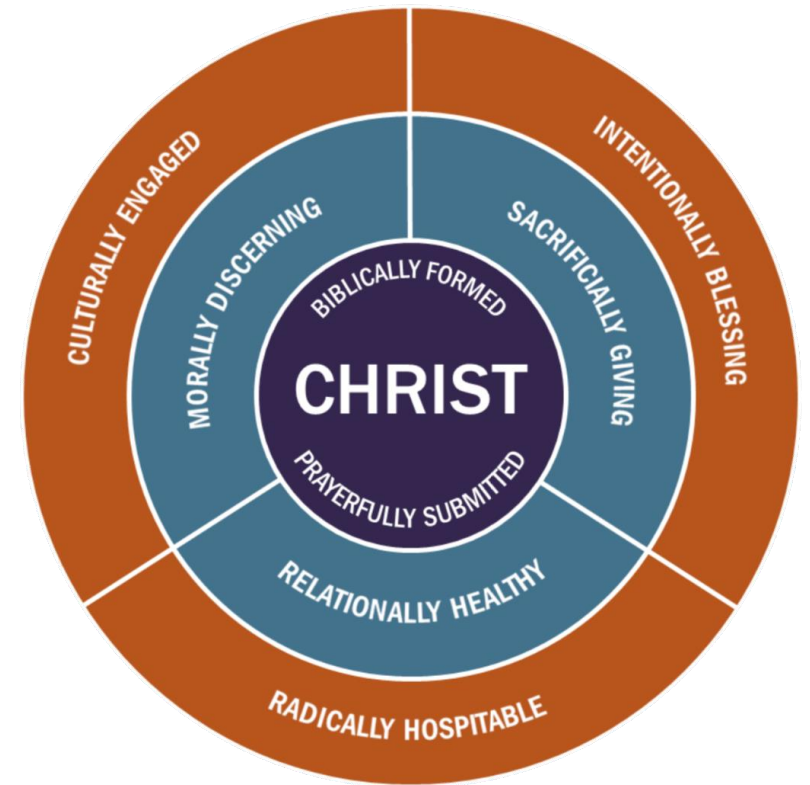 CULTURALLY ENGAGED
INTENTIONALLY BLESSING
MORALLY DISCERNING
SACRIFICIALLY GIVING
BIBLICALLY FORMED
CHRIST
PRAYERFULLY SUBMITTED
RELATIONALLY HEALTHY
RADICALLY HOSPITABLE